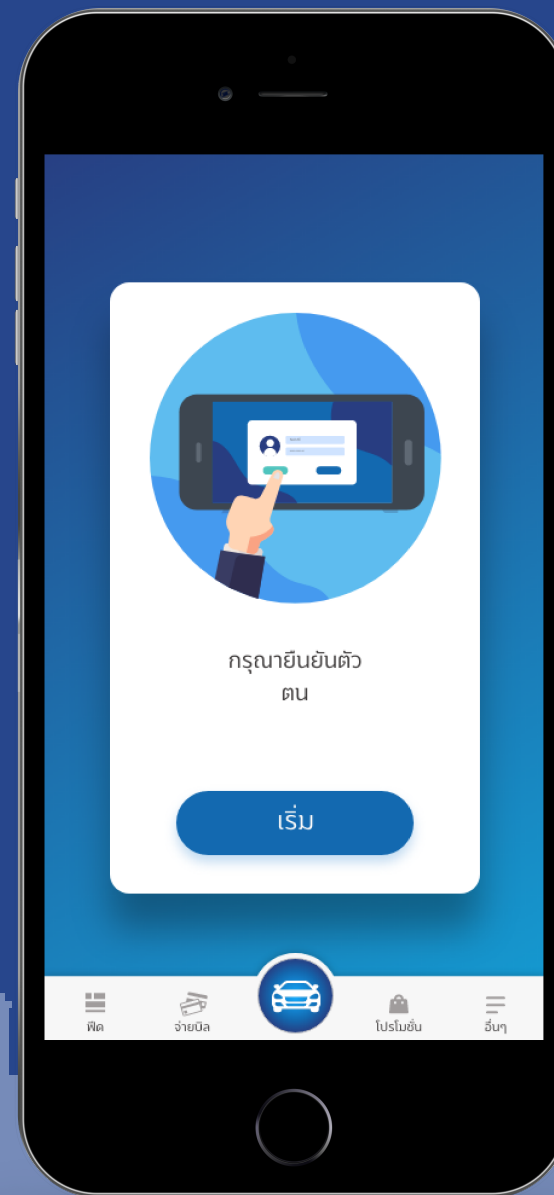 กรุณายืนยันตัว
ตน
เริ่ม
ฟีด
จ่ายบิล
โปรโมชั่น
อื่นๆ